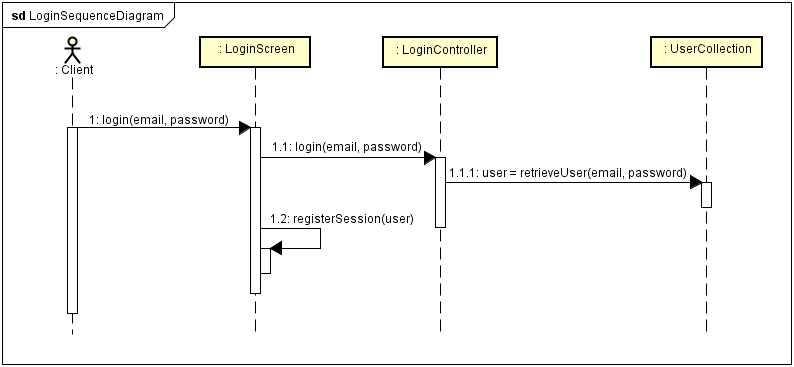 sd LoginSequenceDiagram
: Client
: LoginScreen
: LoginController
: UserCollection
1: login(email, password)
1.1: login(email, password)
1.1.1: user = retrieveUser(email, password)
1.2: registerSession(user)